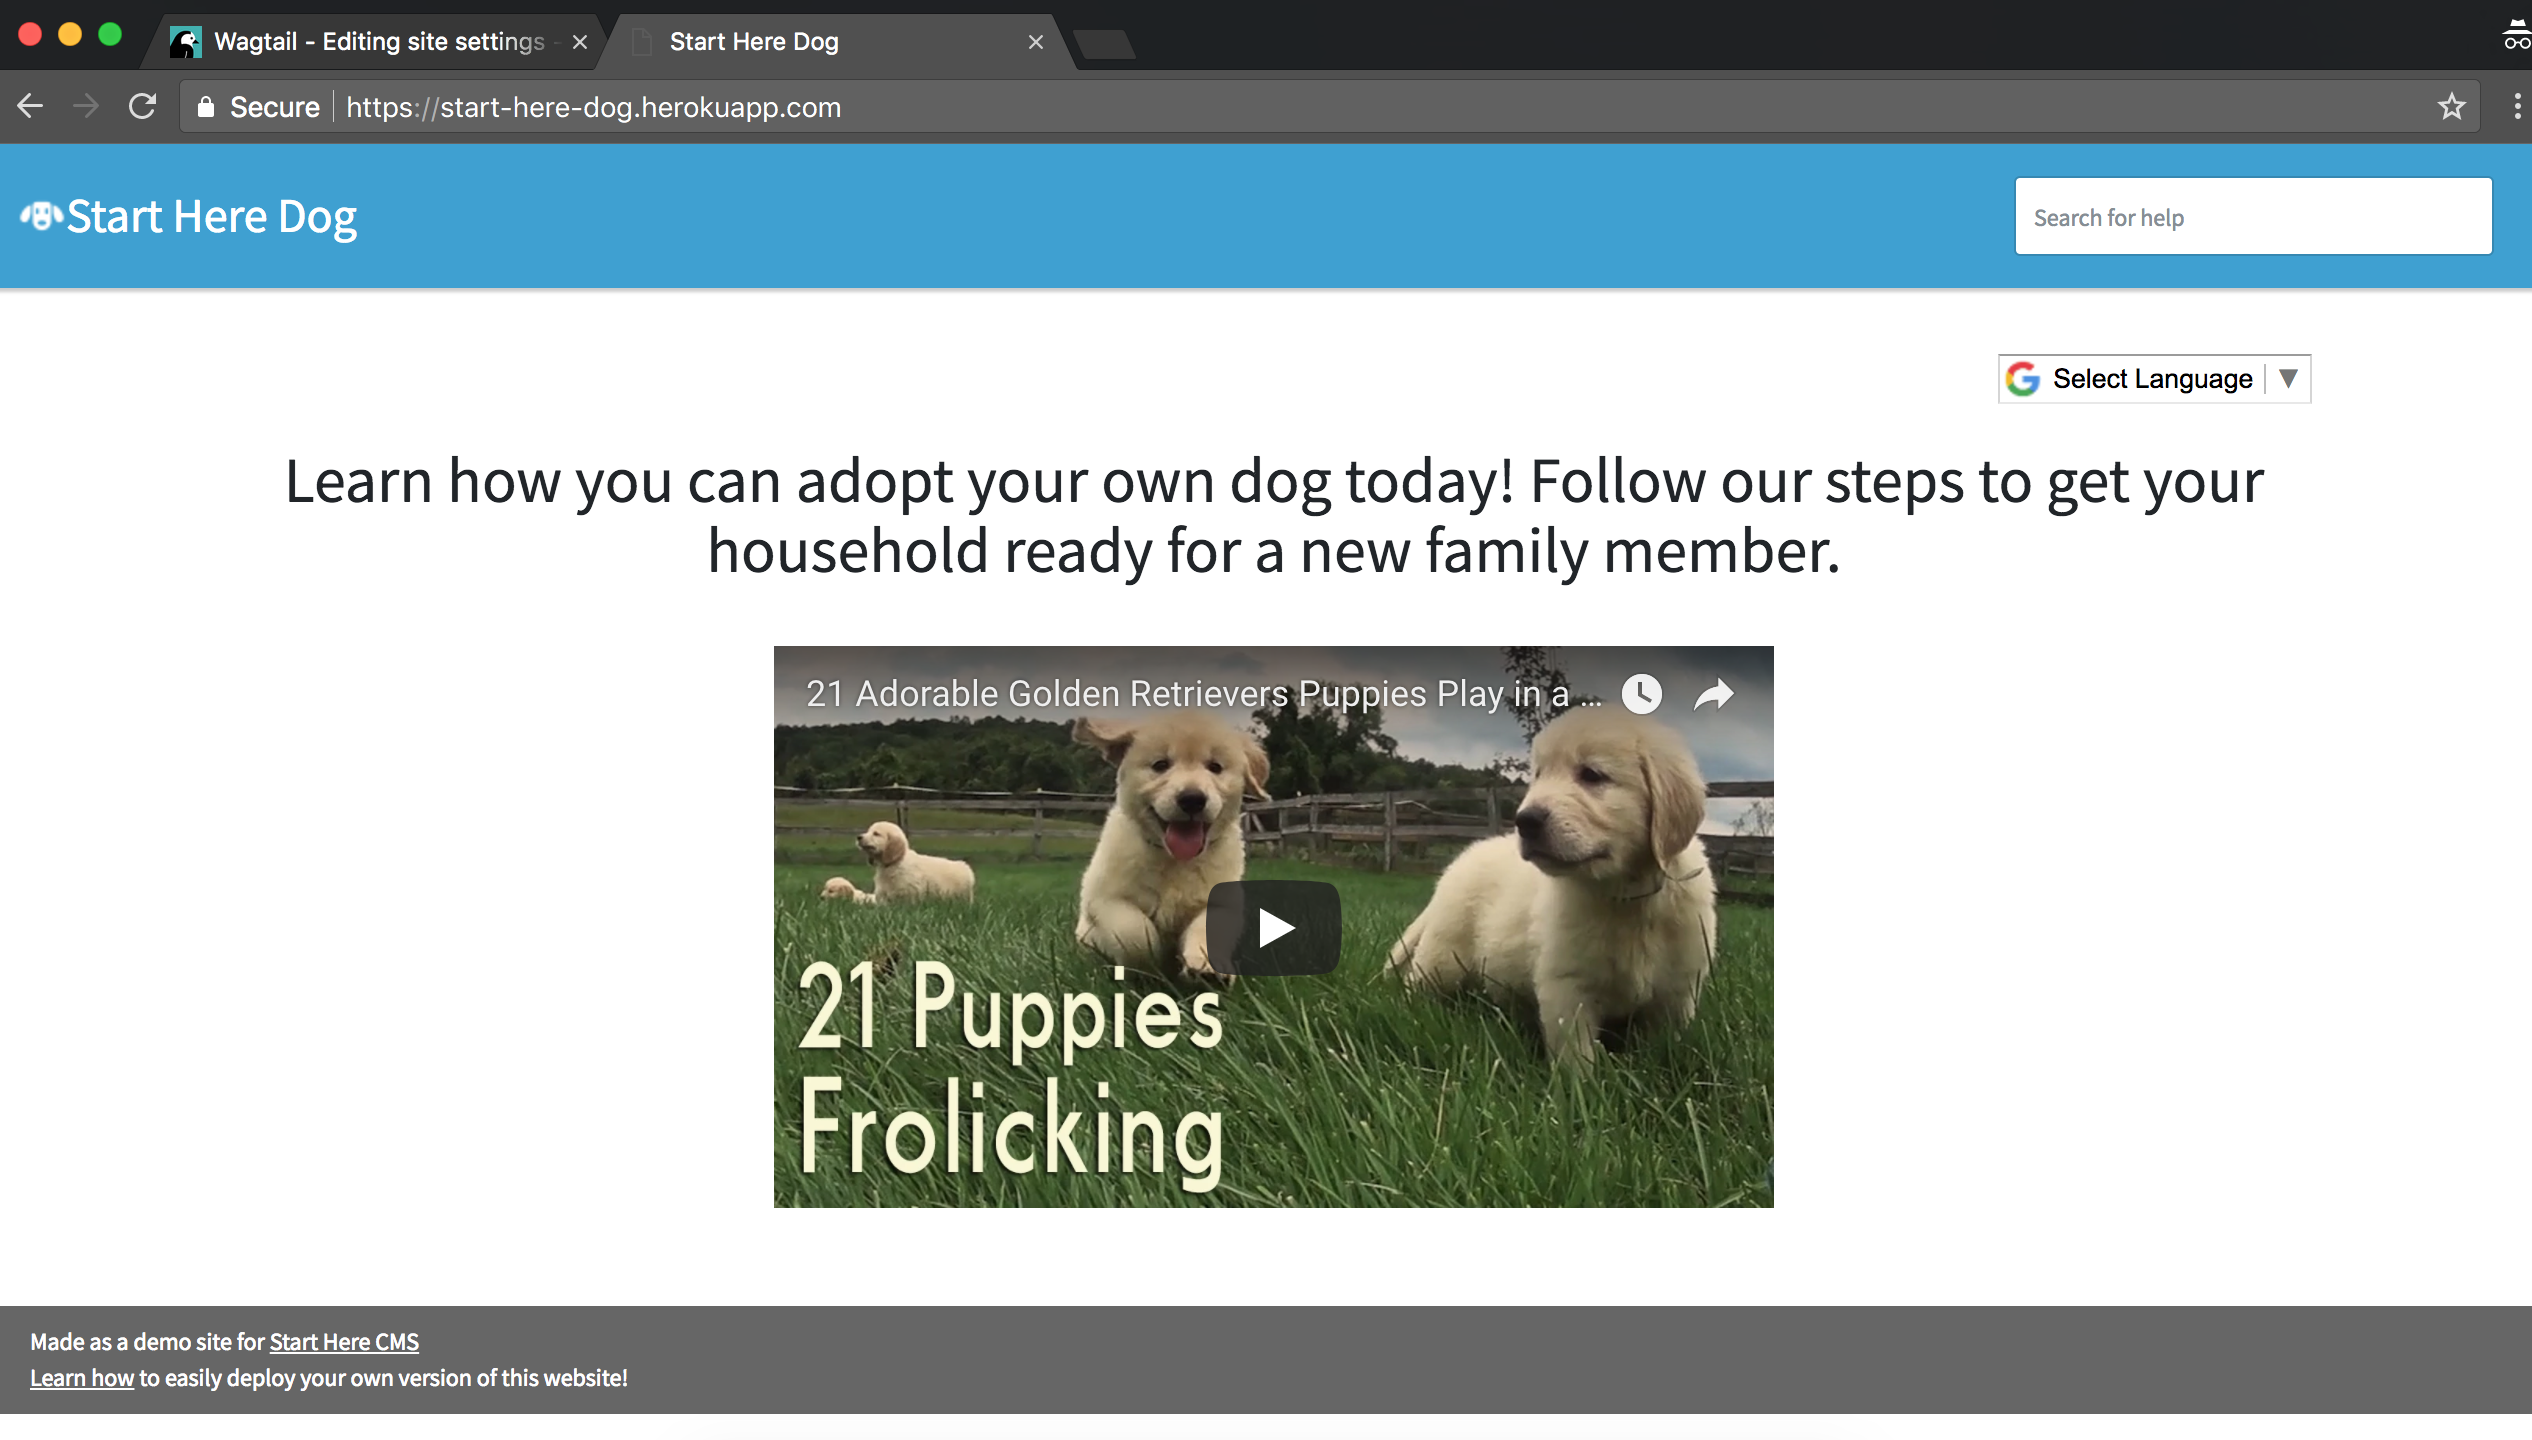 Wagtail - Editing site settings -
Start Here Dog
Secure
https://start-here-dog.herokuapp.com
Start Here Dog
Search for help
Select Language
Learn how you can adopt your own dog today! Follow our steps to get your
household ready for a new family member.
21 Adorable Golden Retrievers Puppies Play in a ...
21 Puppies
Frolicking
Made as a demo site for Start Here CMS
Learn how to easily deploy your own version of this website!